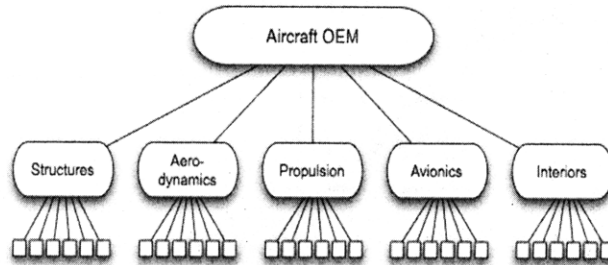 Aircraft OEM
Structures
Aero-
dynamics
Propulsion
Avionics
Interiors